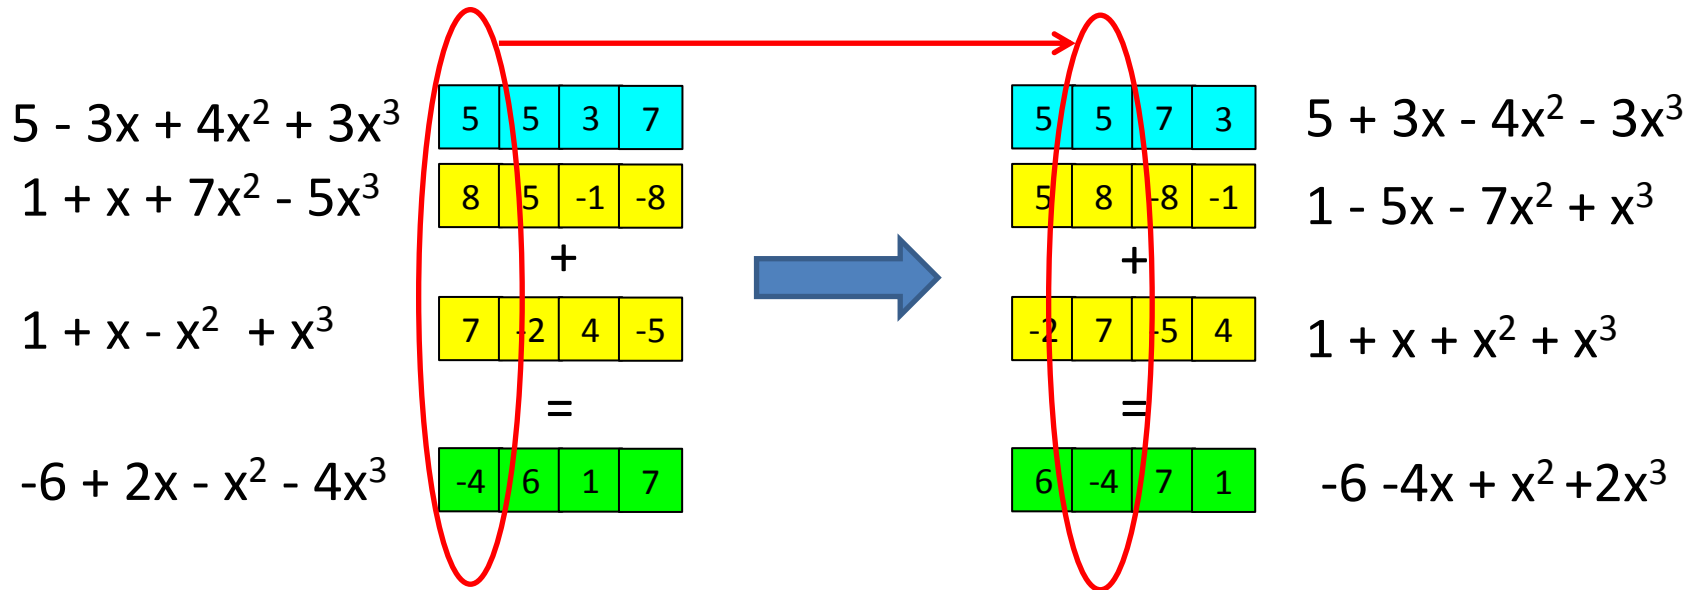 5 - 3x + 4x² + 3x³ 5 5 3 7 5 5 7 3 5 + 3x - 4x² - 3x³
1 + x + 7x² - 5x³ 8 5 -1 -8 5 8 -8 -1 1 - 5x - 7x² + x³
+ +
1 + x - x² + x³ 7 -2 4 -5 -2 7 -5 4 1 + x + x² + x³
= =
-6 + 2x - x² - 4x³ -4 6 1 7 6 -4 7 1 -6 -4x + x² +2x³